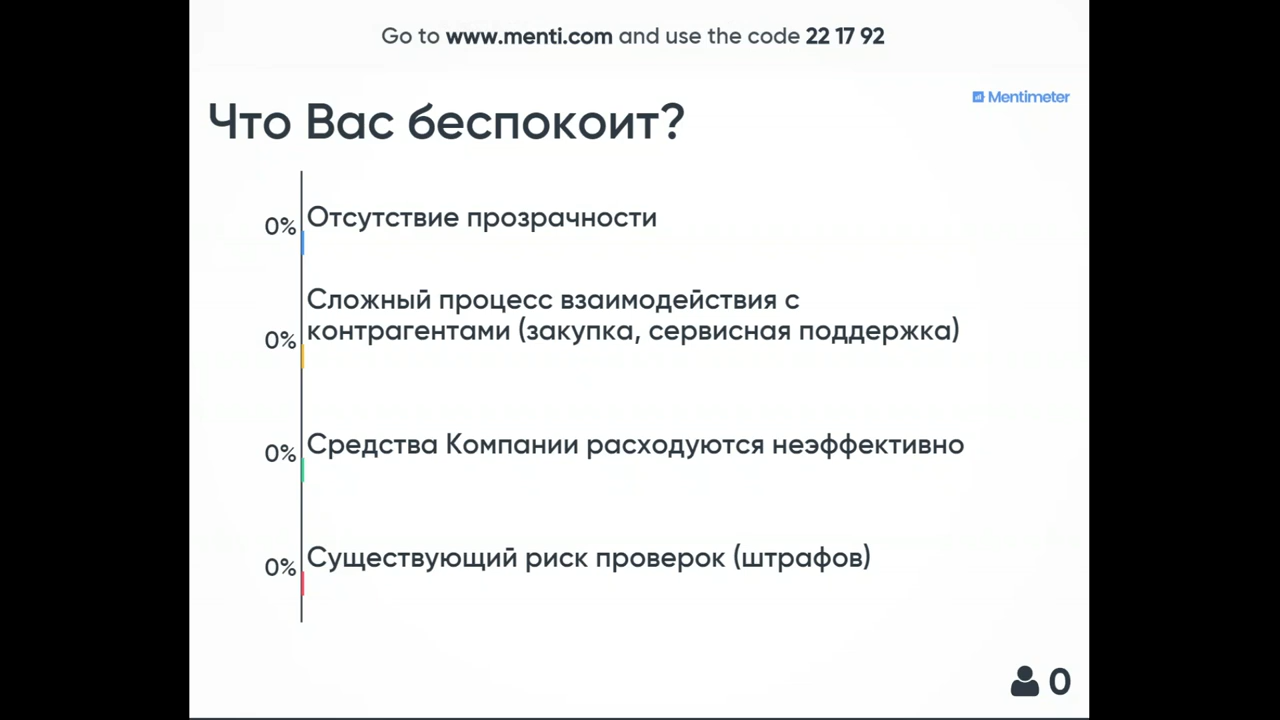 Go to www.menti.com and use the code 22 17 92
Mentimeter
Что Вас беспокоит?
0% Отсутствие прозрачности
Сложный процесс взаимодействия с
0% контрагентами (закупка, сервисная поддержка)
0% Средства Компании расходуются неэффективно
0% Существующий риск проверок (штрафов)
0